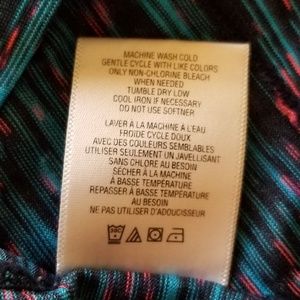 MACHINE WASH COLD
GENTLE CYCLE WITH LIKE COLORS
ONLY NON-CHLORINE BLEACH
WHEN NEEDED
TUMBLE DRY LOW
COOL IRON IF NECESSARY
DO NOT USE SOFTNER
LAVER À LA MACHINE À L'EAU
FROIDE CYCLE DOUX
AVEC DES COULEURS SEMBLABLES
UTILISER SEULEMENT UN JAVELLISANT
SANS CHLORE AU BESOIN
SÉCHER À LA MACHINE
À BASSE TEMPÉRATURE
REPASSER À BASSE TEMPÉRATURE
AU BESOIN
NE PAS UTILISER D'ADOUCISSEUR